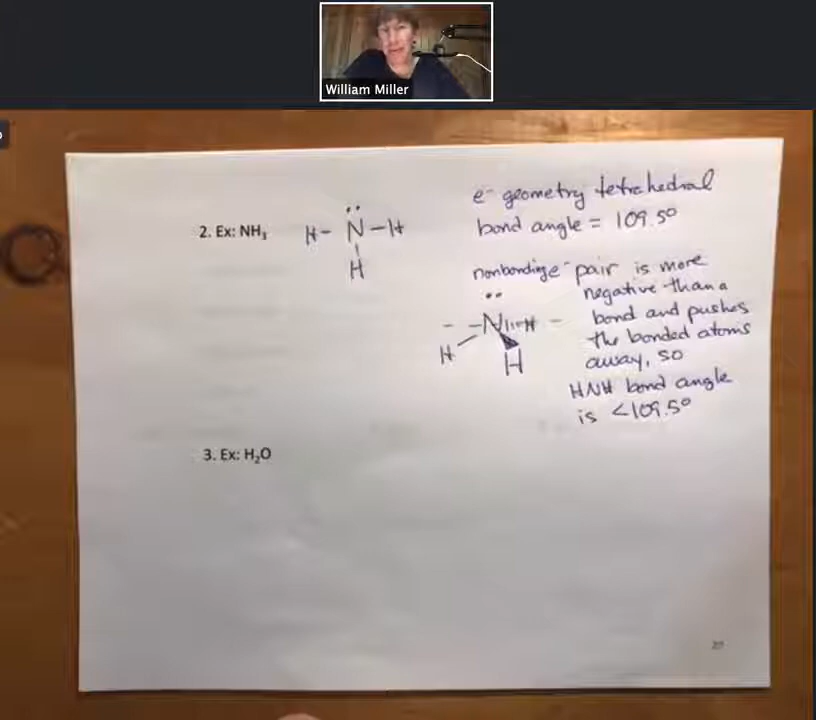 William Miller
2. Ex: NH₃
H- N -H
H
e⁻ geometry tetrahedral
bond angle = 109.5°
nonbonding e⁻ pair is more
negative than a
bond and pushes
the bonded atoms
away, so
HNH bond angle
is <109.5°
N H
H
H
3. Ex: H₂O